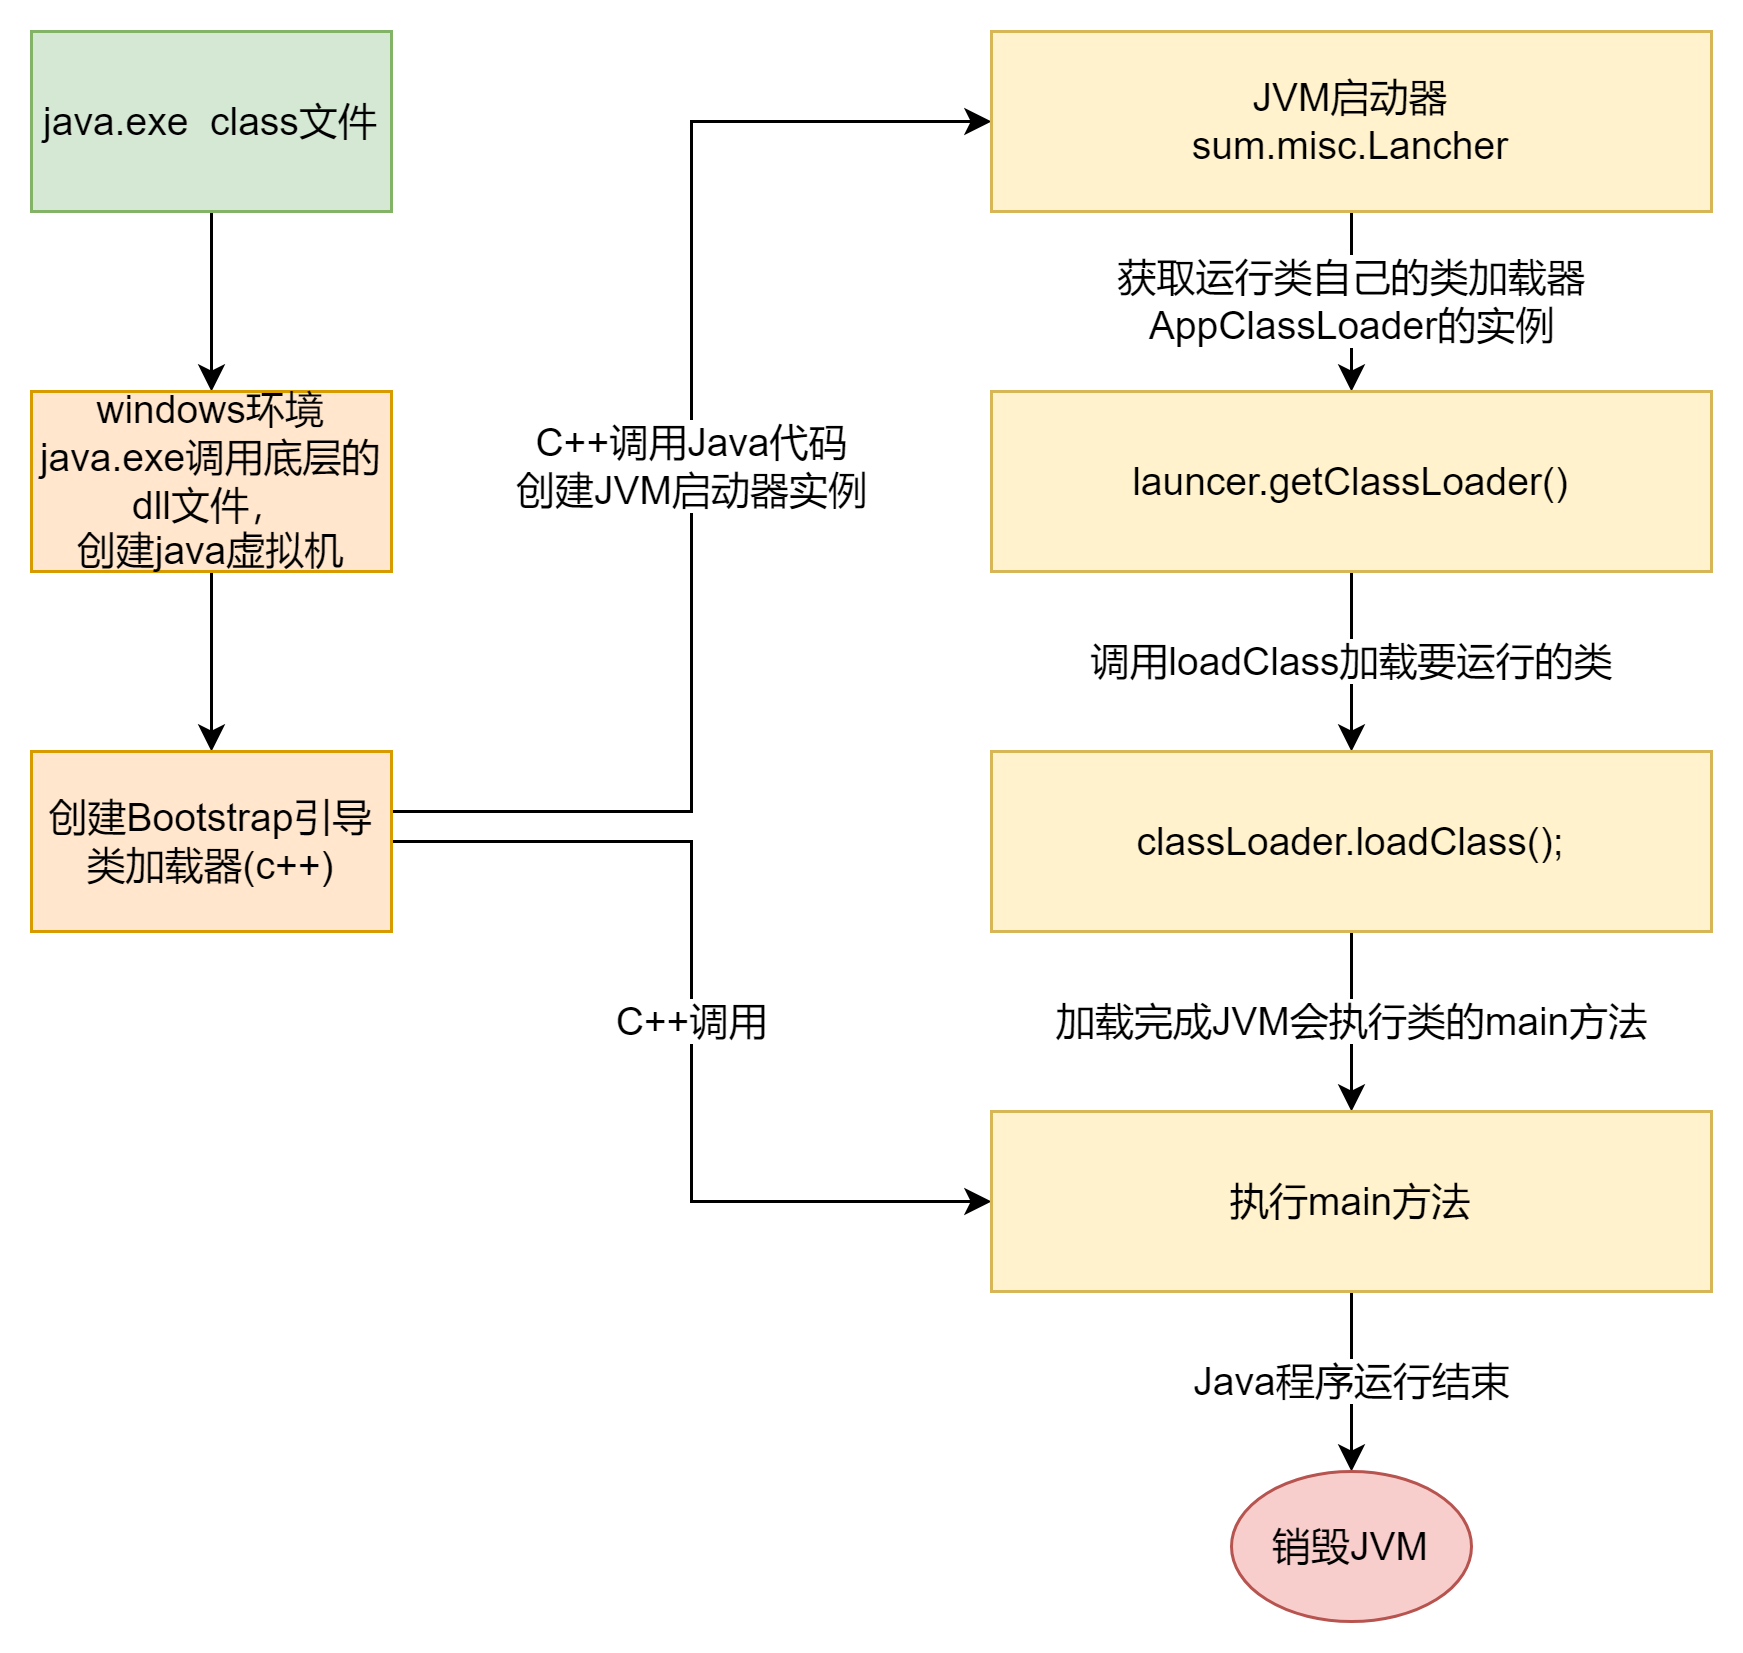 java.exe  class文件
windows环境
java.exe调用底层的
dll文件，
创建java虚拟机
创建Bootstrap引导
类加载器(c++)
C++调用Java代码
创建JVM启动器实例
C++调用
JVM启动器
sum.misc.Lancher
获取运行类自己的类加载器
AppClassLoader的实例
launcer.getClassLoader()
调用loadClass加载要运行的类
classLoader.loadClass();
加载完成JVM会执行类的main方法
执行main方法
Java程序运行结束
销毁JVM